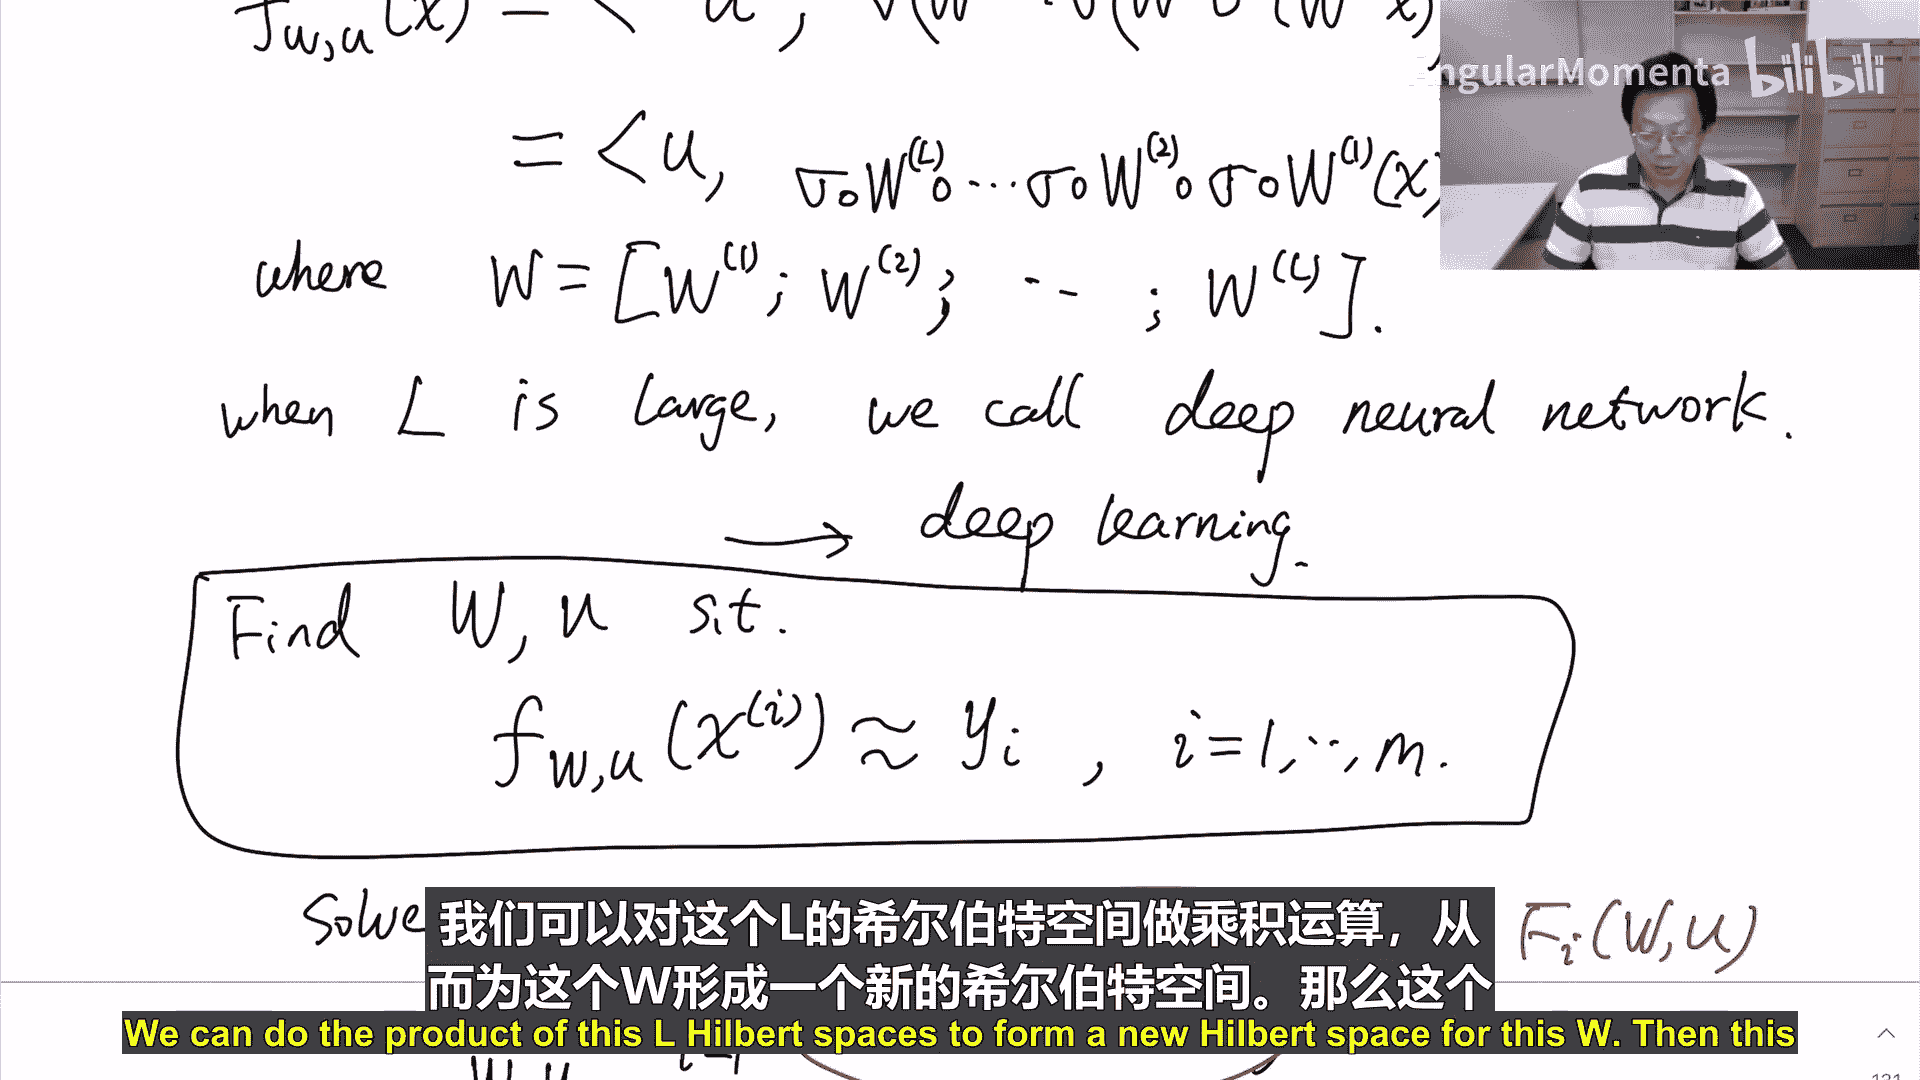 f_{W,u}(x) = < u, σ(W
AngularMomenta bilibili
= < u, σ∘W^{(L)}∘⋯σ∘W^{(2)}∘σ∘W^{(1)}(x)
where W = [W^{(1)}; W^{(2)}; ⋯ ; W^{(L)}].
when L is large, we call deep neural network.
→ deep learning.
Find W, u s.t.
f_{W,u}(x^{(i)}) ≈ y_i , i=1,⋯,m.
Solve
F_i(W,u)
我们可以对这个L的希尔伯特空间做乘积运算，从
而为这个W形成一个新的希尔伯特空间。那么这个
We can do the product of this L Hilbert spaces to form a new Hilbert space for this W. Then this